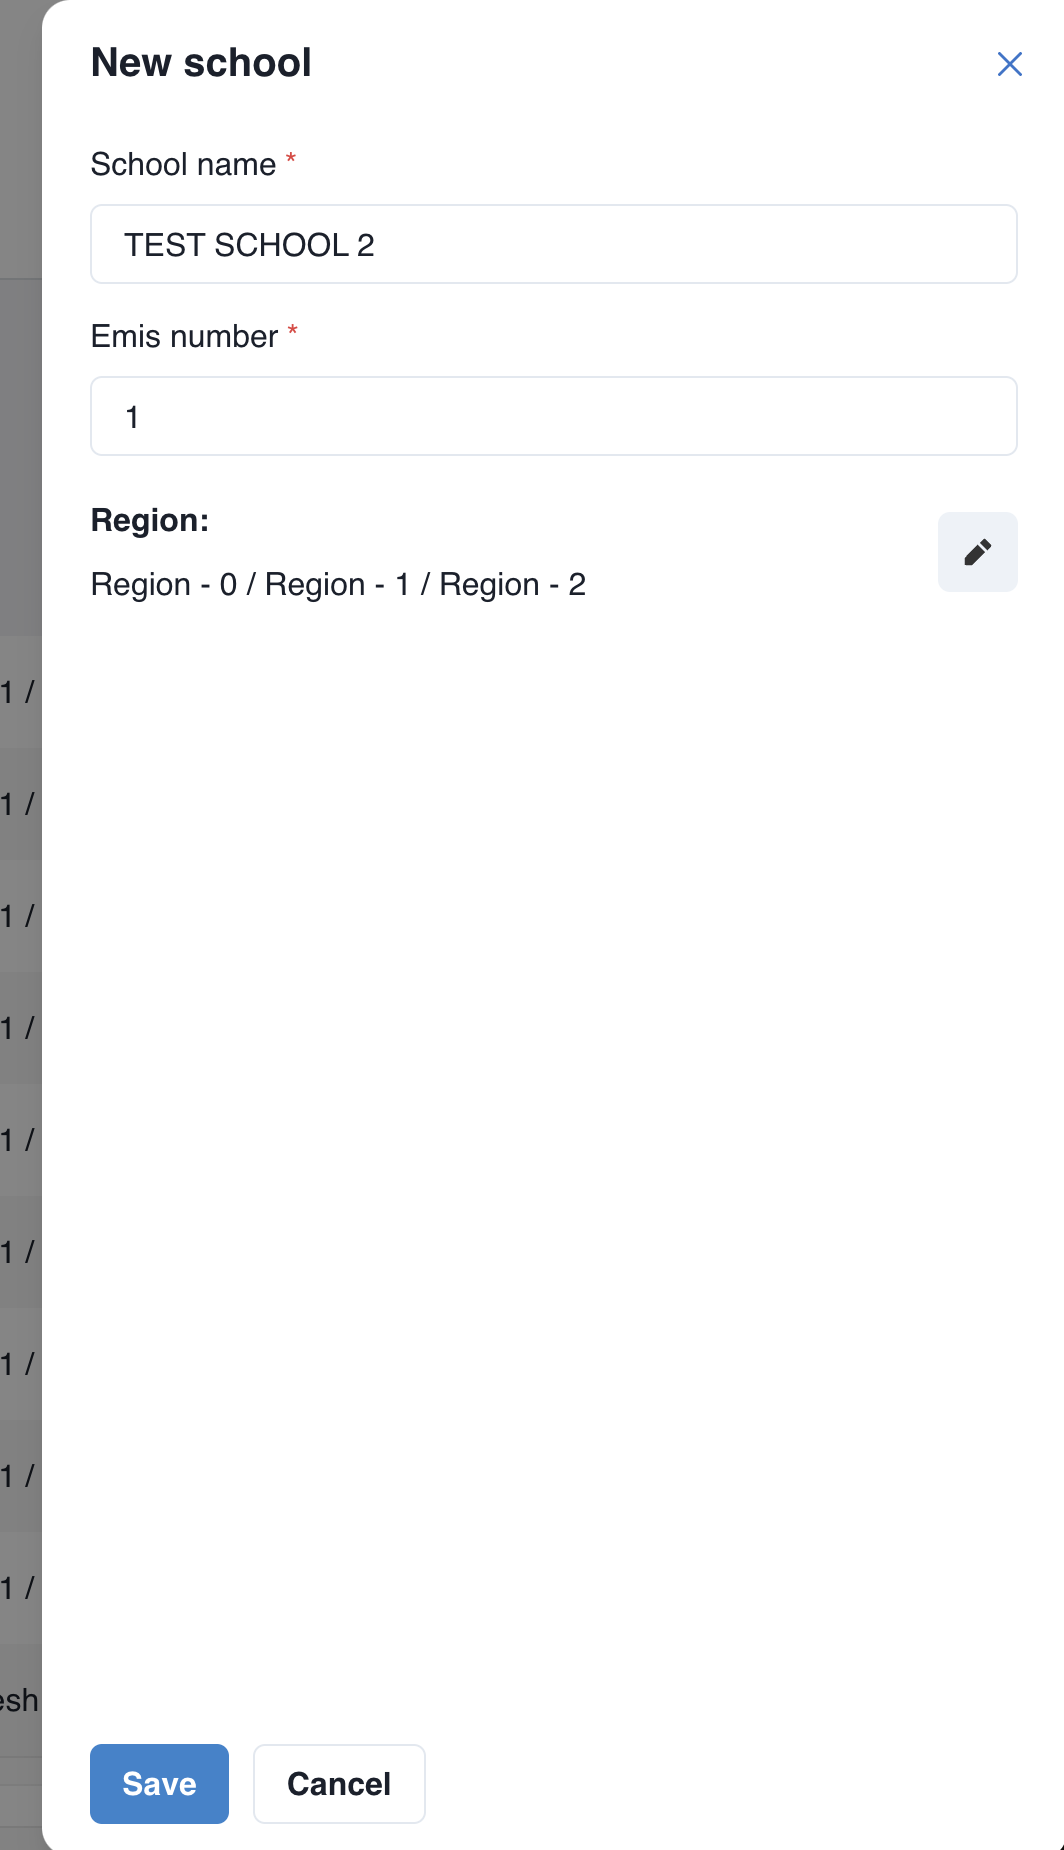 New school
School name *
TEST SCHOOL 2
Emis number *
1
Region:
Region - 0 / Region - 1 / Region - 2
1 /
1 /
1 /
1 /
1 /
1 /
1 /
1 /
1 /
esh
Save
Cancel